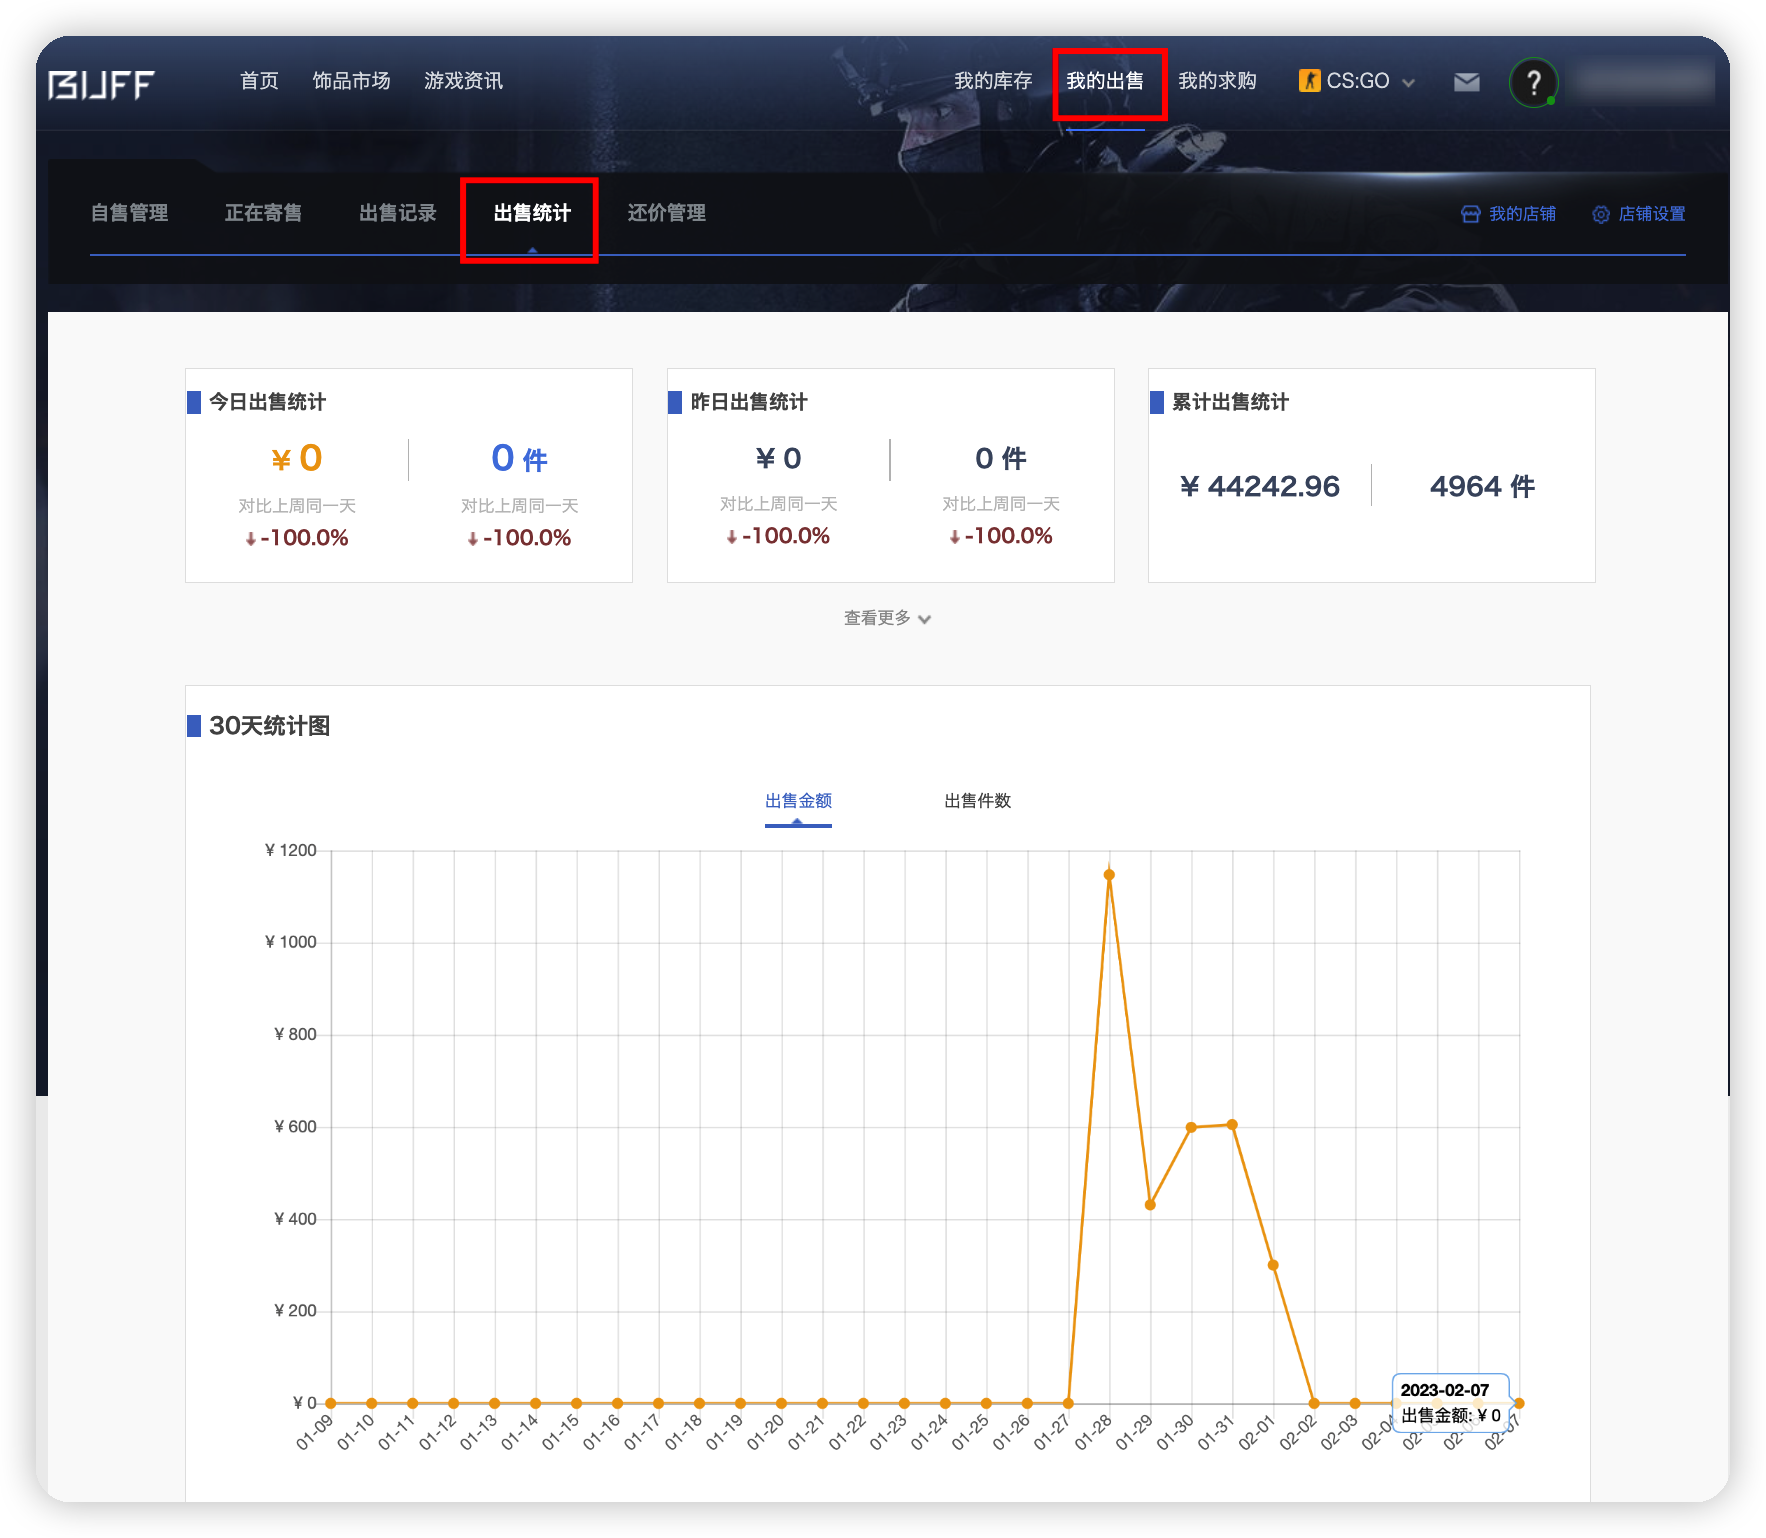 BUFF 首页 饰品市场 游戏资讯 我的库存 我的出售 我的求购 CS:GO ?
自售管理 正在寄售 出售记录 出售统计 还价管理 我的店铺 店铺设置
今日出售统计
¥ 0 0 件
对比上周同一天 对比上周同一天
-100.0% -100.0%
昨日出售统计
¥ 0 0 件
对比上周同一天 对比上周同一天
-100.0% -100.0%
累计出售统计
¥ 44242.96 4964 件
查看更多
30天统计图
出售金额 出售件数
¥ 1200
¥ 1000
¥ 800
¥ 600
¥ 400
¥ 200
¥ 0
2023-02-07
出售金额: ¥ 0
01-09 01-10 01-11 01-12 01-13 01-14 01-15 01-16 01-17 01-18 01-19 01-20 01-21 01-22 01-23 01-24 01-25 01-26 01-27 01-28 01-29 01-30 01-31 02-01 02-02 02-03